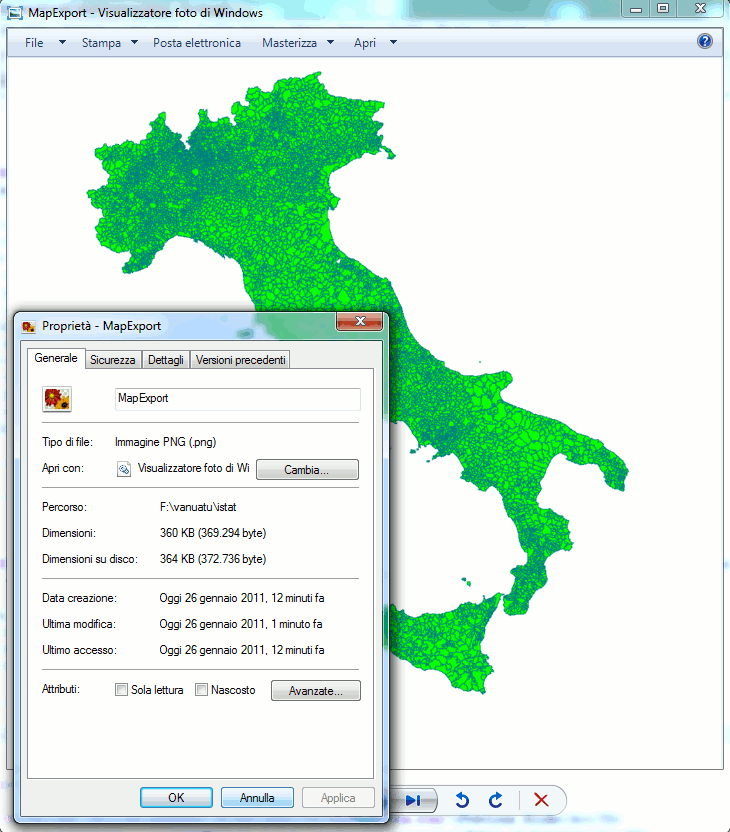 MapExport - Visualizzatore foto di Windows
File Stampa Posta elettronica Masterizza Apri ?
Proprietà - MapExport
Generale Sicurezza Dettagli Versioni precedenti
MapExport
Tipo di file: Immagine PNG (.png)
Apri con: Visualizzatore foto di Wi Cambia...
Percorso: F:\vanuatu\istat
Dimensioni: 360 KB (369.294 byte)
Dimensioni su disco: 364 KB (372.736 byte)
Data creazione: Oggi 26 gennaio 2011, 12 minuti fa
Ultima modifica: Oggi 26 gennaio 2011, 1 minuto fa
Ultimo accesso: Oggi 26 gennaio 2011, 12 minuti fa
Attributi: Sola lettura Nascosto Avanzate...
OK Annulla Applica